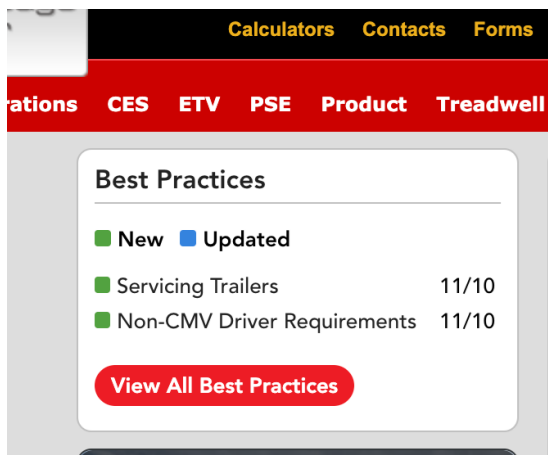 Calculators Contacts Forms
rations CES ETV PSE Product Treadwell
Best Practices
New Updated
Servicing Trailers 11/10
Non-CMV Driver Requirements 11/10
View All Best Practices